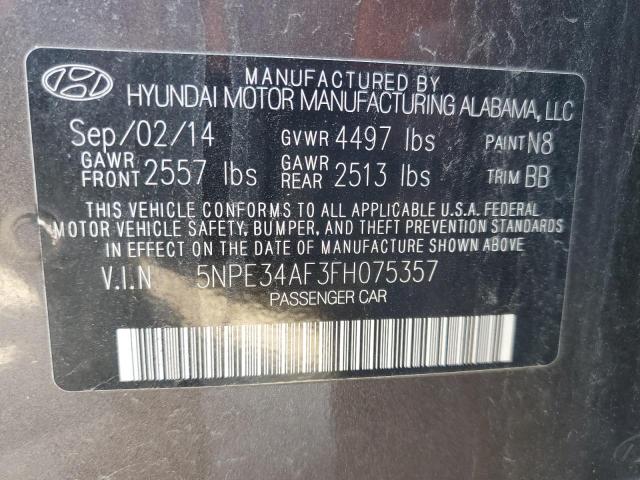 MANUFACTURED BY
HYUNDAI MOTOR MANUFACTURING ALABAMA, LLC
Sep/02/14 GVWR 4497 lbs PAINT N8
GAWR FRONT 2557 lbs GAWR REAR 2513 lbs TRIM BB
THIS VEHICLE CONFORMS TO ALL APPLICABLE U.S.A. FEDERAL
MOTOR VEHICLE SAFETY, BUMPER, AND THEFT PREVENTION STANDARDS
IN EFFECT ON THE DATE OF MANUFACTURE SHOWN ABOVE.
V.I.N 5NPE34AF3FH075357
PASSENGER CAR